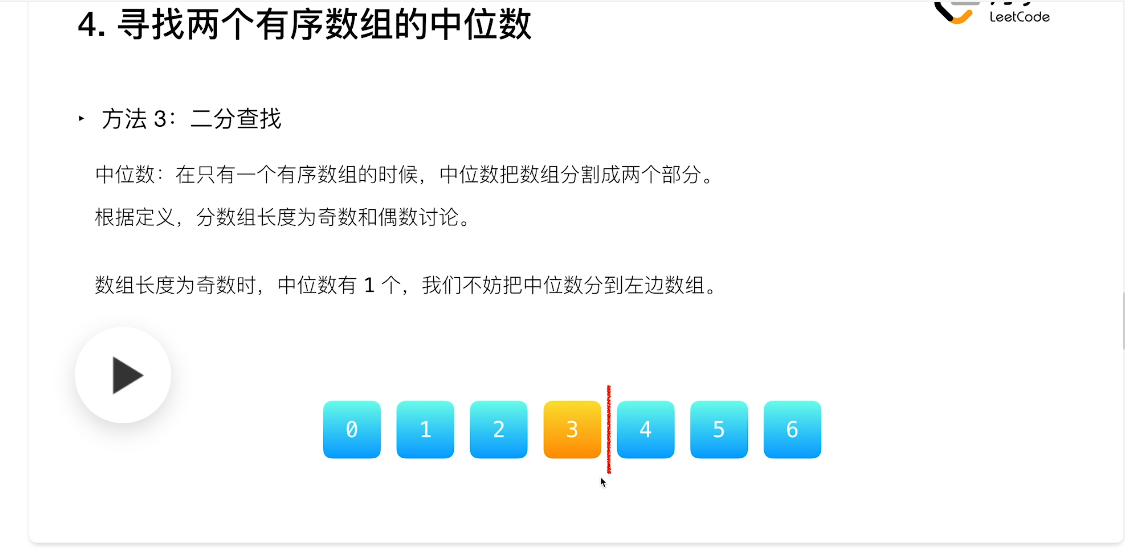 4. 寻找两个有序数组的中位数
LeetCode
方法 3：二分查找
中位数：在只有一个有序数组的时候，中位数把数组分割成两个部分。
根据定义，分数组长度为奇数和偶数讨论。
数组长度为奇数时，中位数有 1 个，我们不妨把中位数分到左边数组。
0 1 2 3 4 5 6